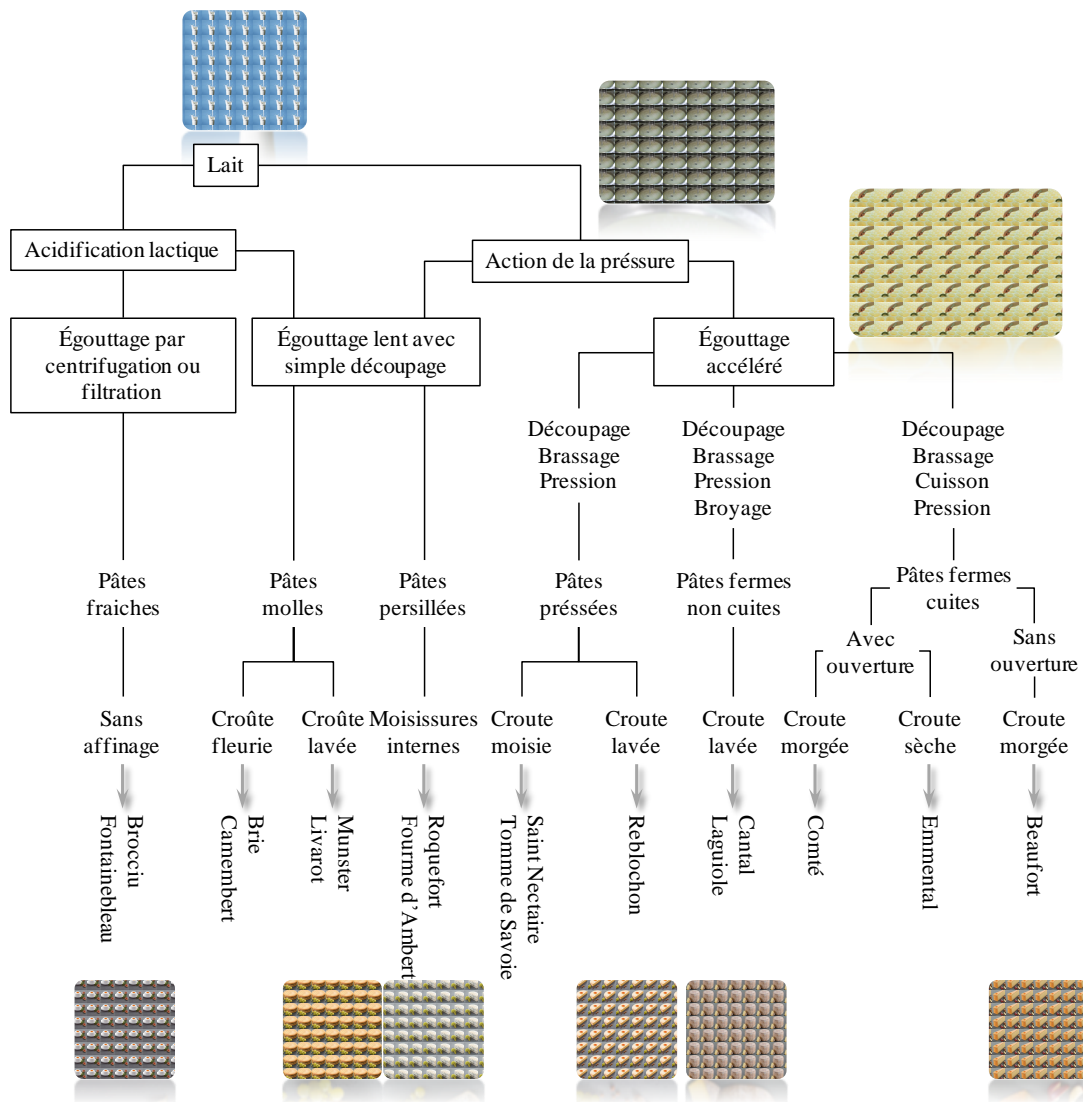 Lait
Acidification lactique
Action de la préssure
Égouttage par
centrifugation ou
filtration
Égouttage lent avec
simple découpage
Égouttage
accéléré
Découpage
Brassage
Pression
Découpage
Brassage
Pression
Broyage
Découpage
Brassage
Cuisson
Pression
Pâtes
fraiches
Pâtes
molles
Pâtes
persillées
Pâtes
préssées
Pâtes fermes
non cuites
Pâtes fermes
cuites
Avec
ouverture
Sans
ouverture
Sans
affinage
Croûte
fleurie
Croûte
lavée
Moisissures
internes
Croute
moisie
Croute
lavée
Croute
lavée
Croute
morgée
Croute
sèche
Croute
morgée
Brocciu
Fontainebleau
Brie
Camembert
Munster
Livarot
Roquefort
Fourme d'Ambert
Saint Nectaire
Tomme de Savoie
Reblochon
Cantal
Laguiole
Comté
Emmental
Beaufort